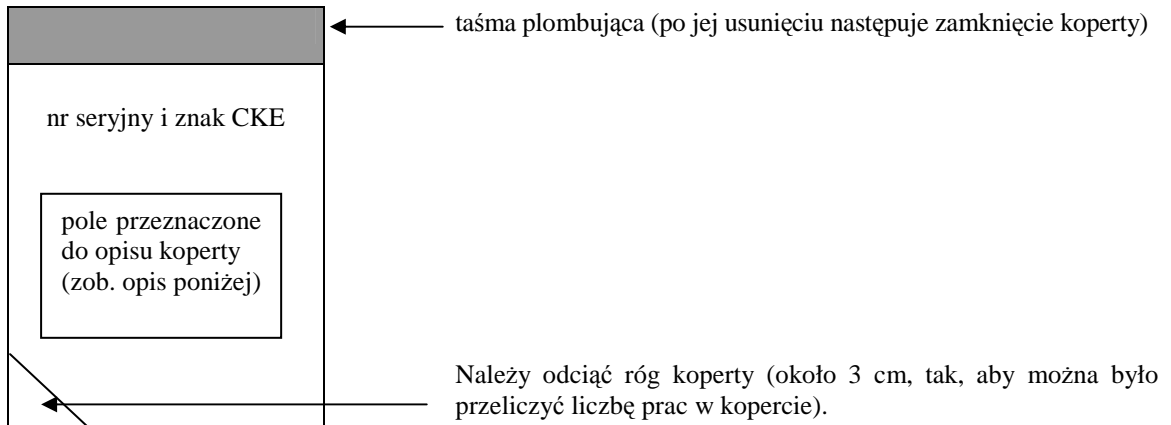 taśma plombująca (po jej usunięciu następuje zamknięcie koperty)
nr seryjny i znak CKE
pole przeznaczone
do opisu koperty
(zob. opis poniżej)
Należy odciąć róg koperty (około 3 cm, tak, aby można było
przeliczyć liczbę prac w kopercie).